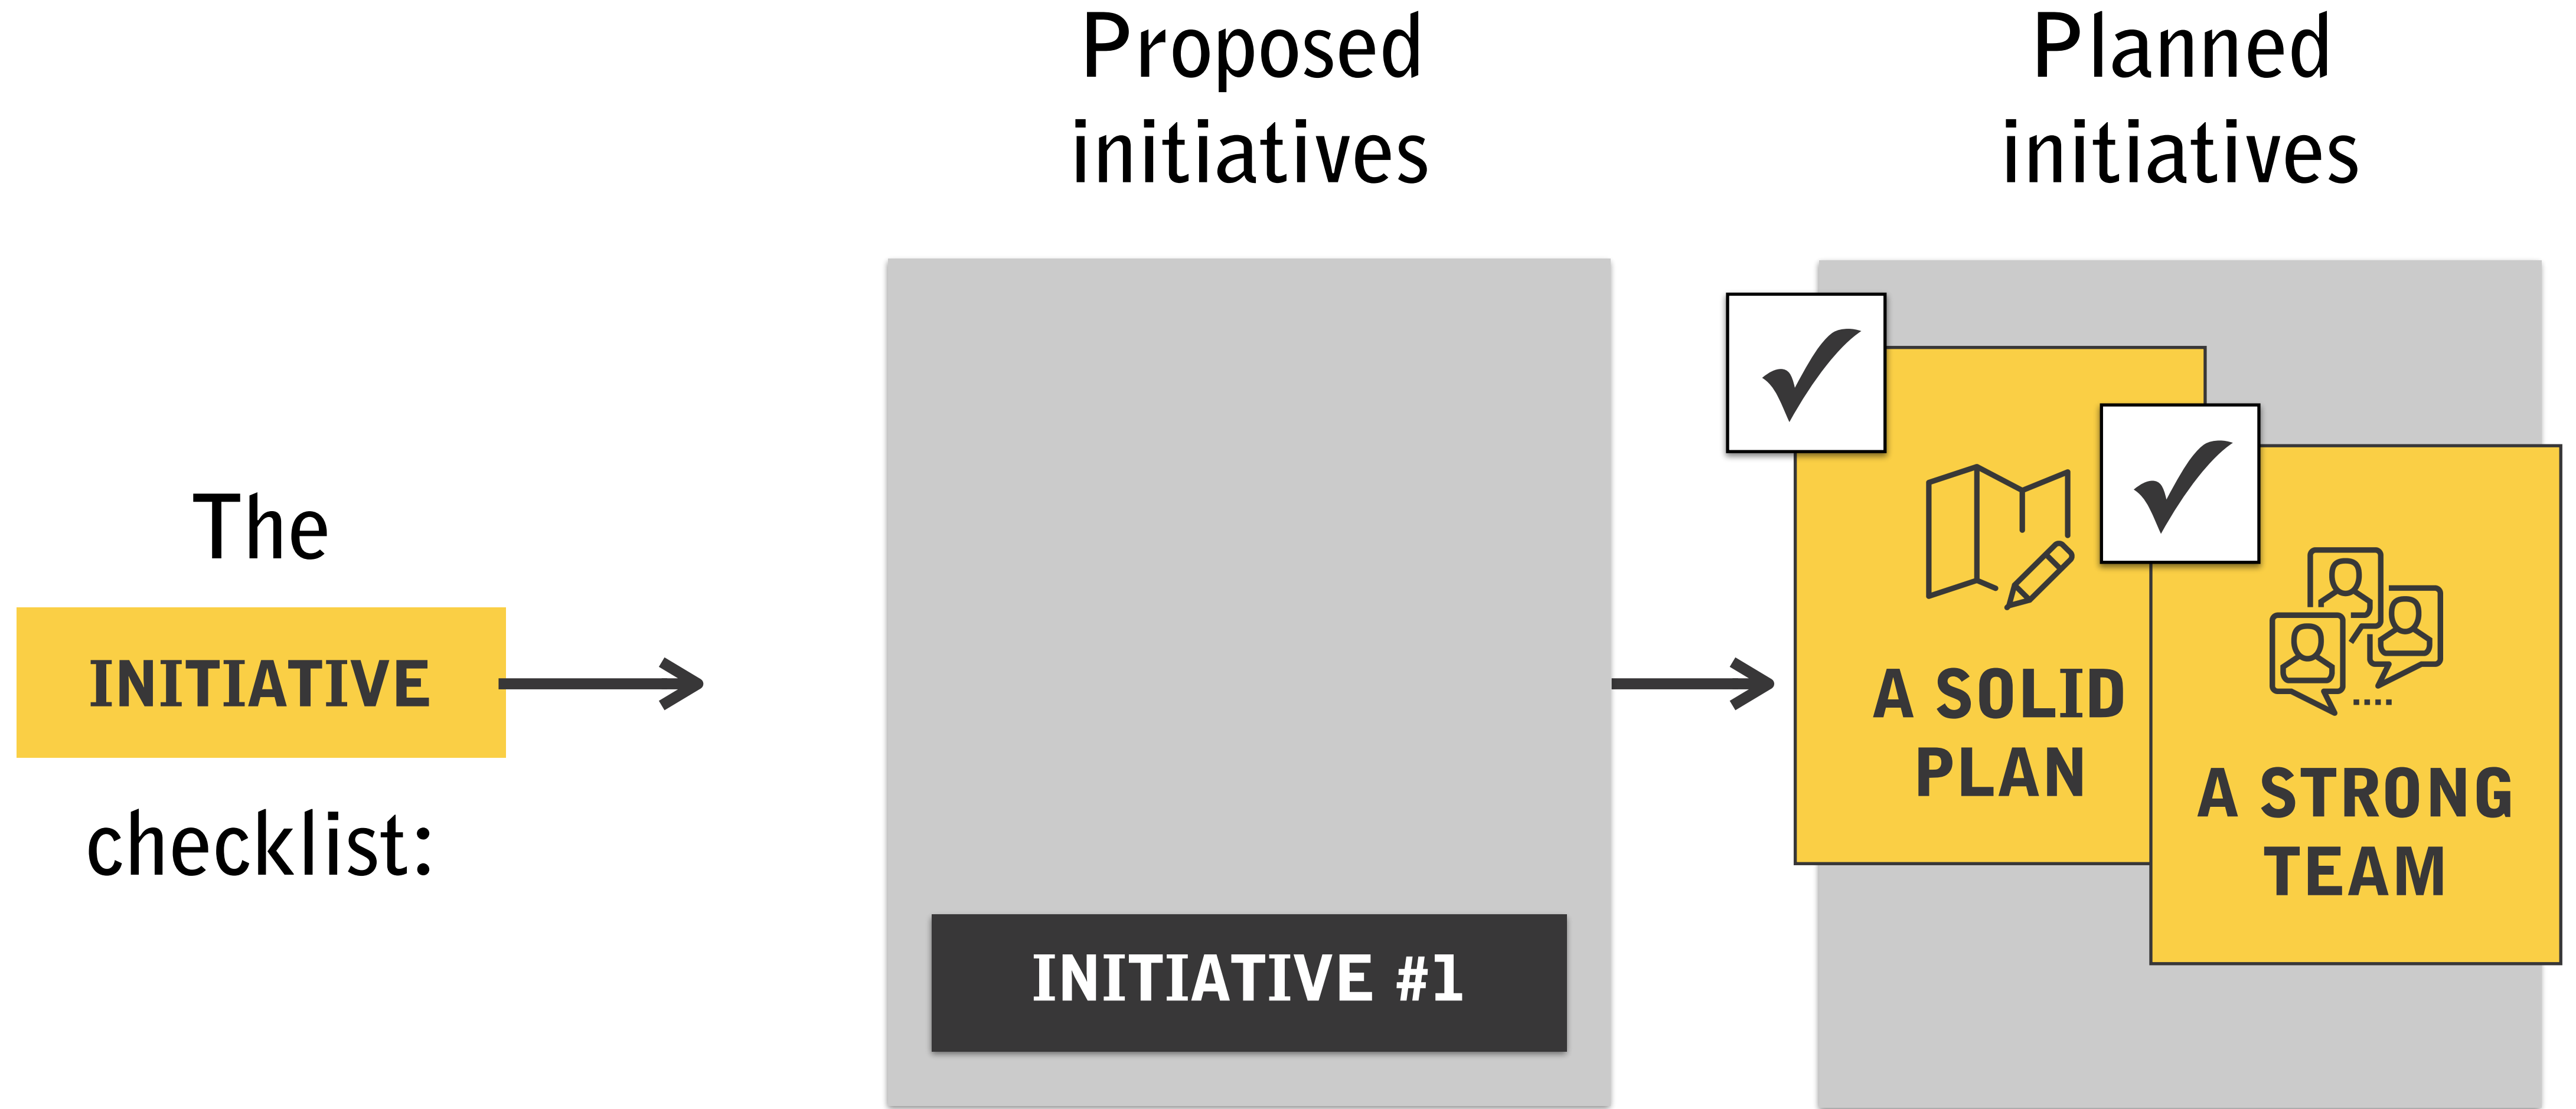 The
INITIATIVE
checklist:
Proposed
initiatives
INITIATIVE #1
Planned
initiatives
A SOLID
PLAN
A STRONG
TEAM